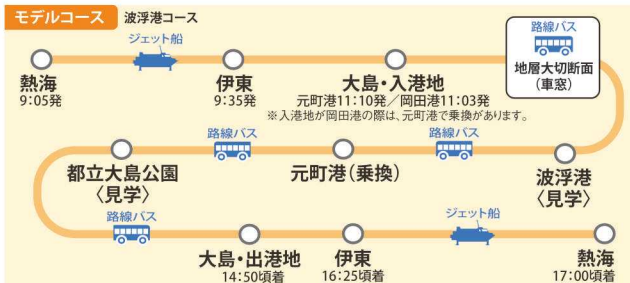 モデルコース 波浮港コース
ジェット船
熱海
9:05発
伊東
9:35発
大島・入港地
元町港11:10発／岡田港11:03発
※入港地が岡田港の際は、元町港で乗換があります。
路線バス
地層大切断面
(車窓)
波浮港
〈見学〉
路線バス
元町港(乗換)
路線バス
都立大島公園
〈見学〉
路線バス
大島・出港地
14:50頃着
伊東
16:25頃着
ジェット船
熱海
17:00頃着